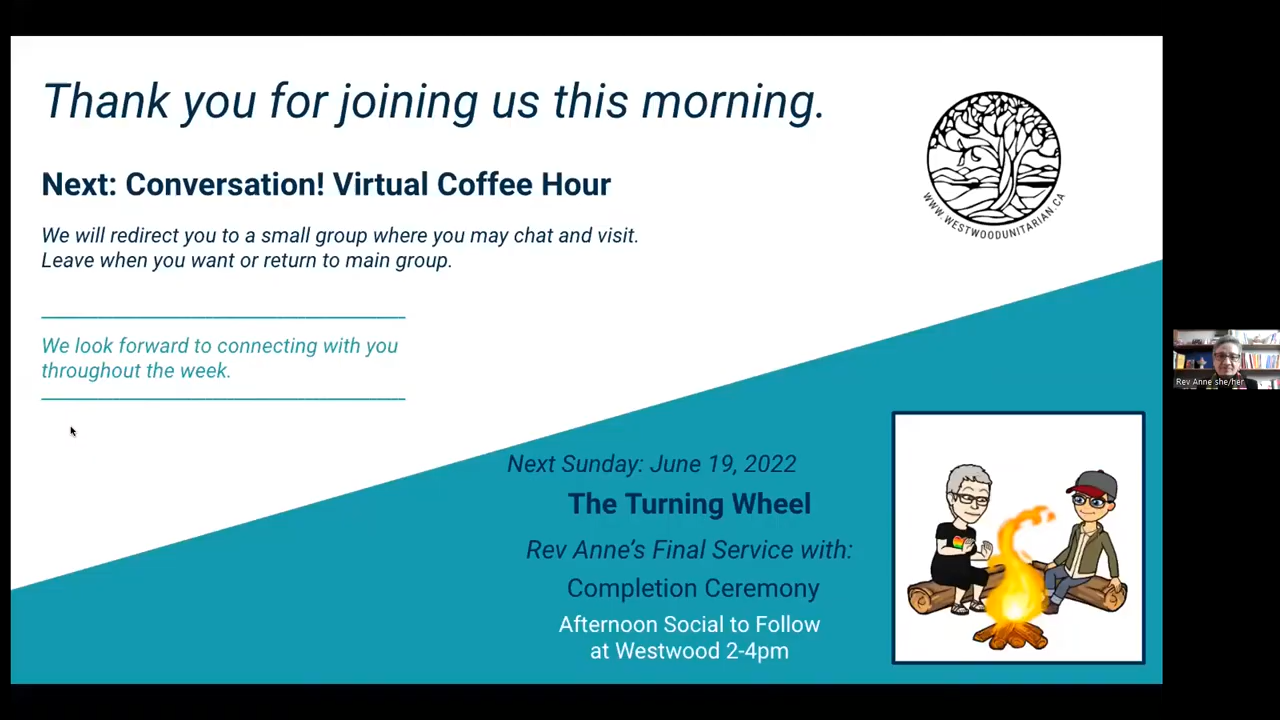 Thank you for joining us this morning.
Next: Conversation! Virtual Coffee Hour
We will redirect you to a small group where you may chat and visit.
Leave when you want or return to main group.
We look forward to connecting with you
throughout the week.
WWW.WESTWOODUNITARIAN.CA
Next Sunday: June 19, 2022
The Turning Wheel
Rev Anne's Final Service with:
Completion Ceremony
Afternoon Social to Follow
at Westwood 2-4pm
Rev Anne she/her